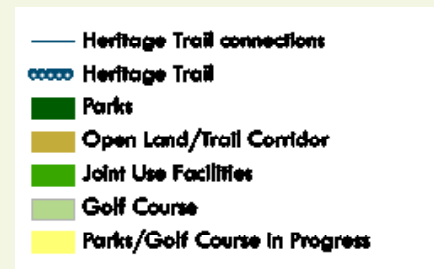 Heritage Trail connections
Heritage Trail
Parks
Open Land/Trail Corridor
Joint Use Facilities
Golf Course
Parks/Golf Course In Progress